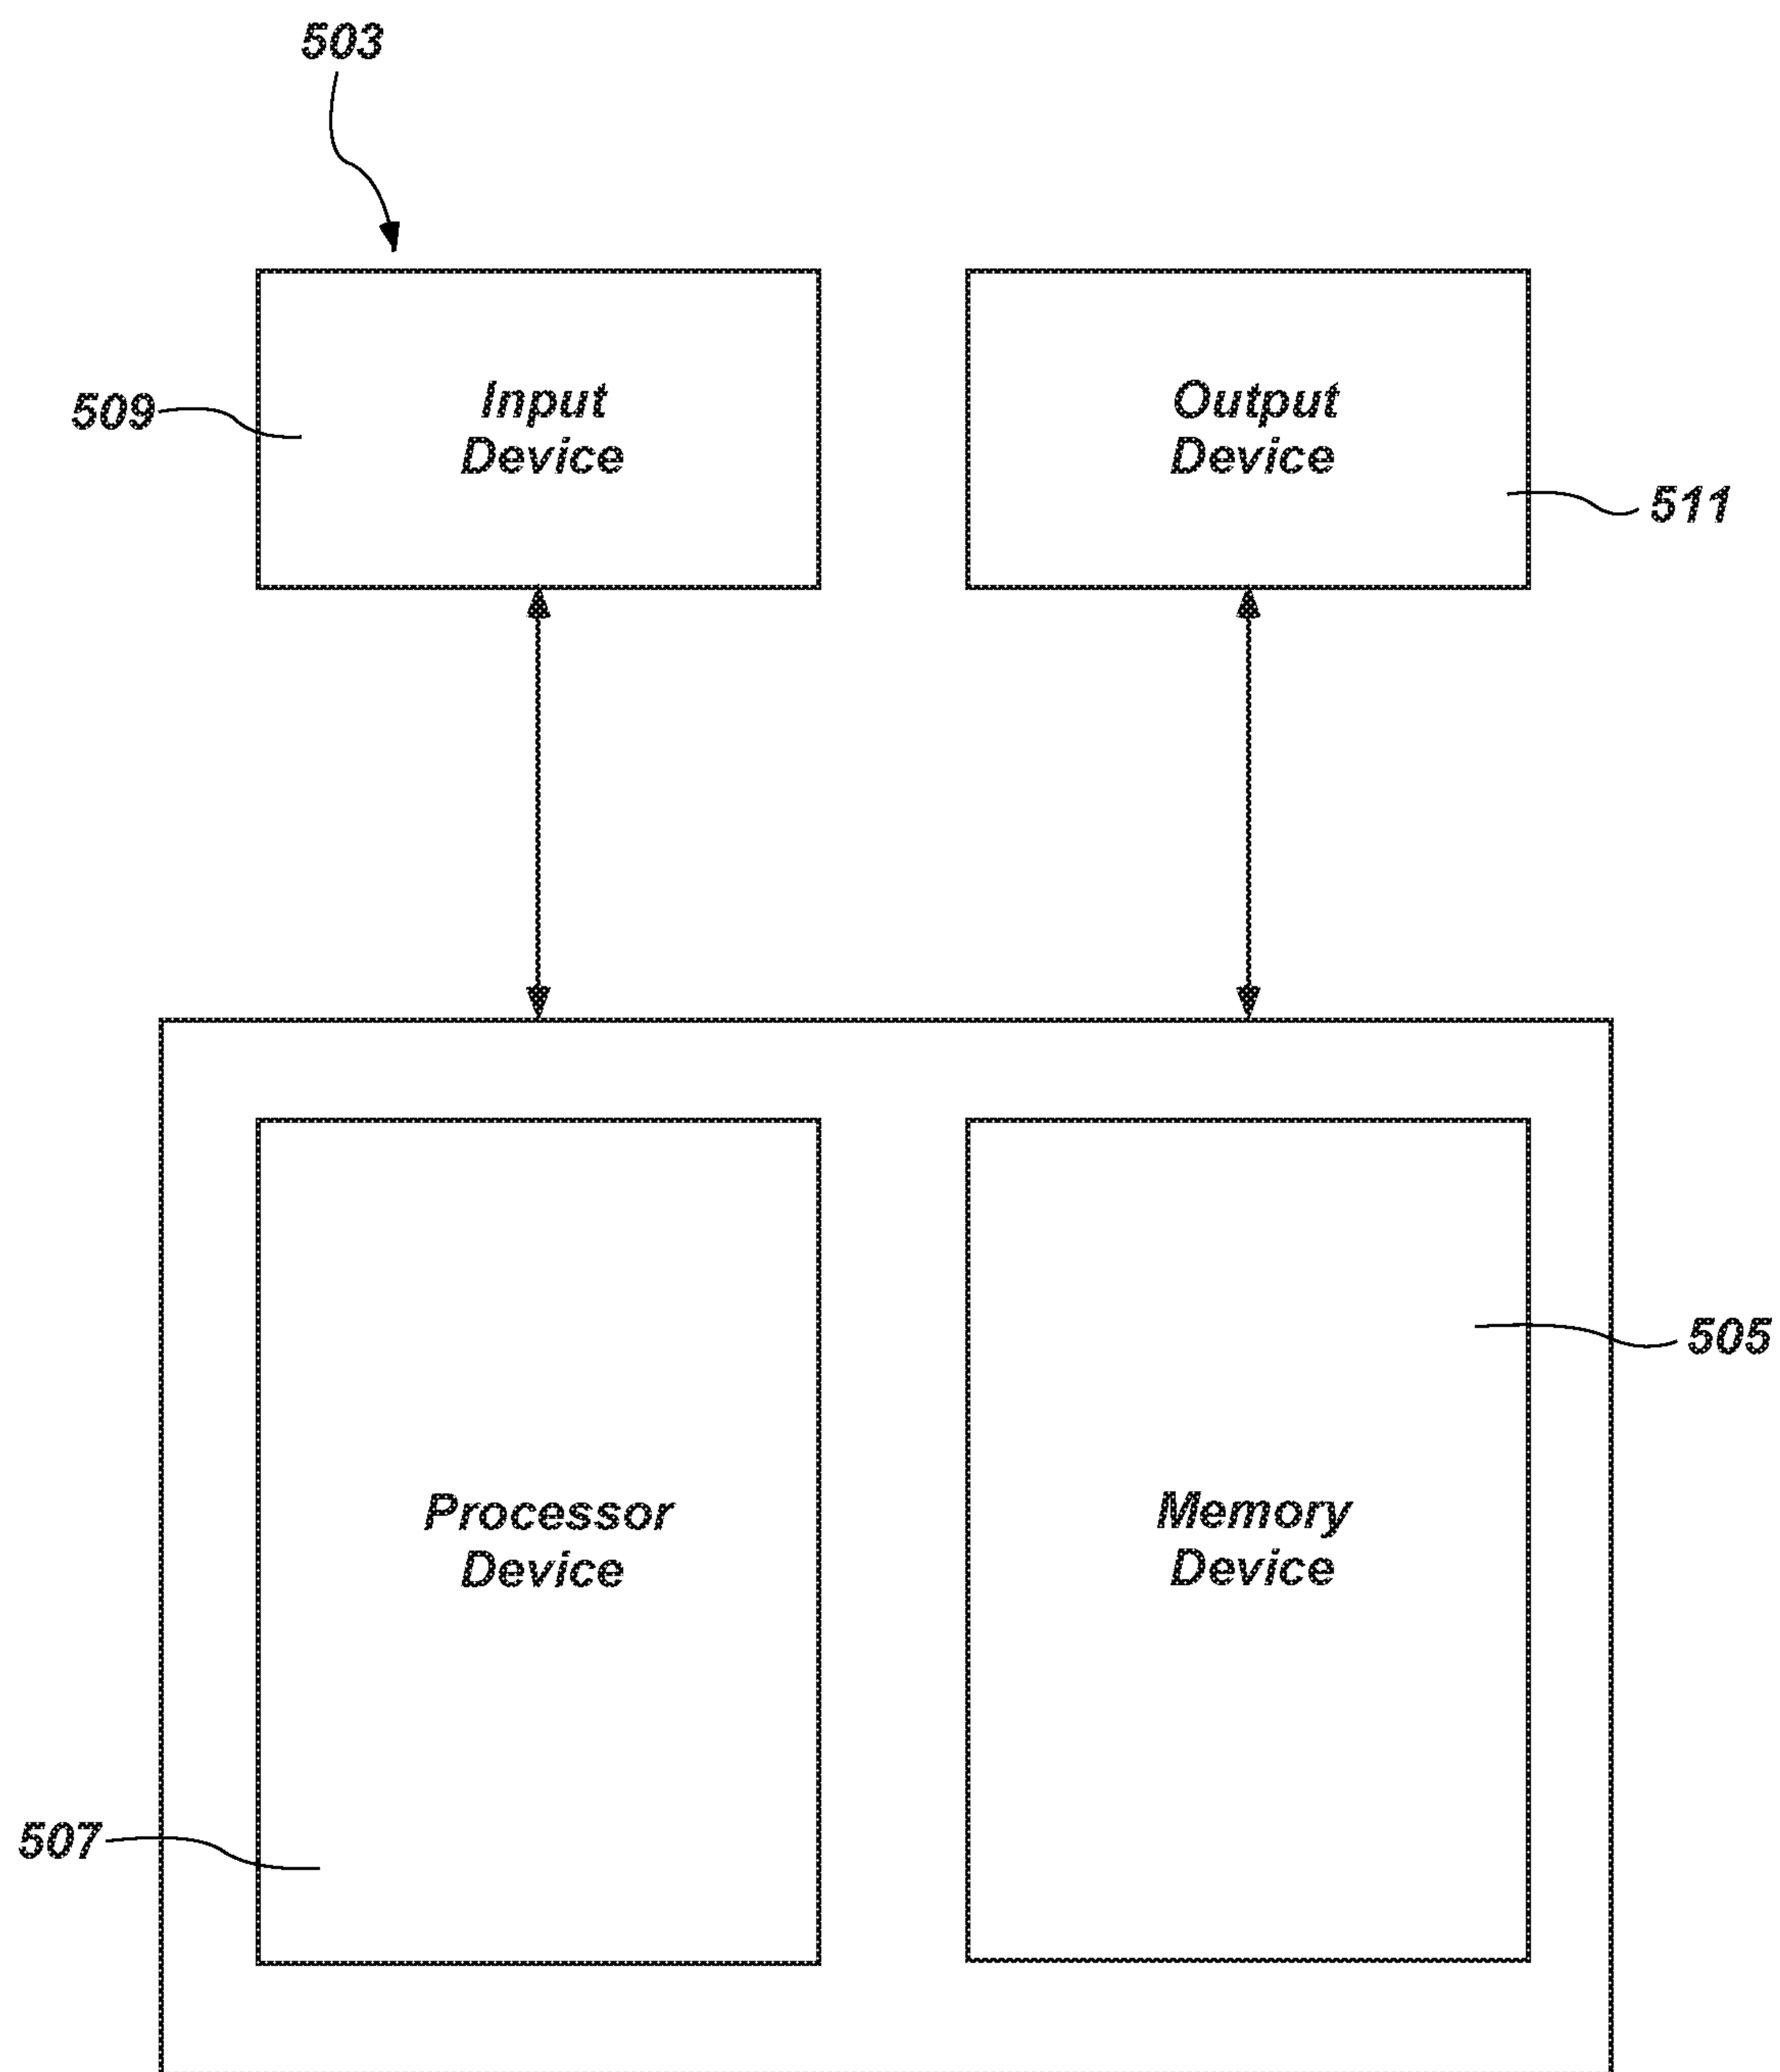 503
509
Input
Device
Output
Device
511
505
Processor
Device
Memory
Device
507